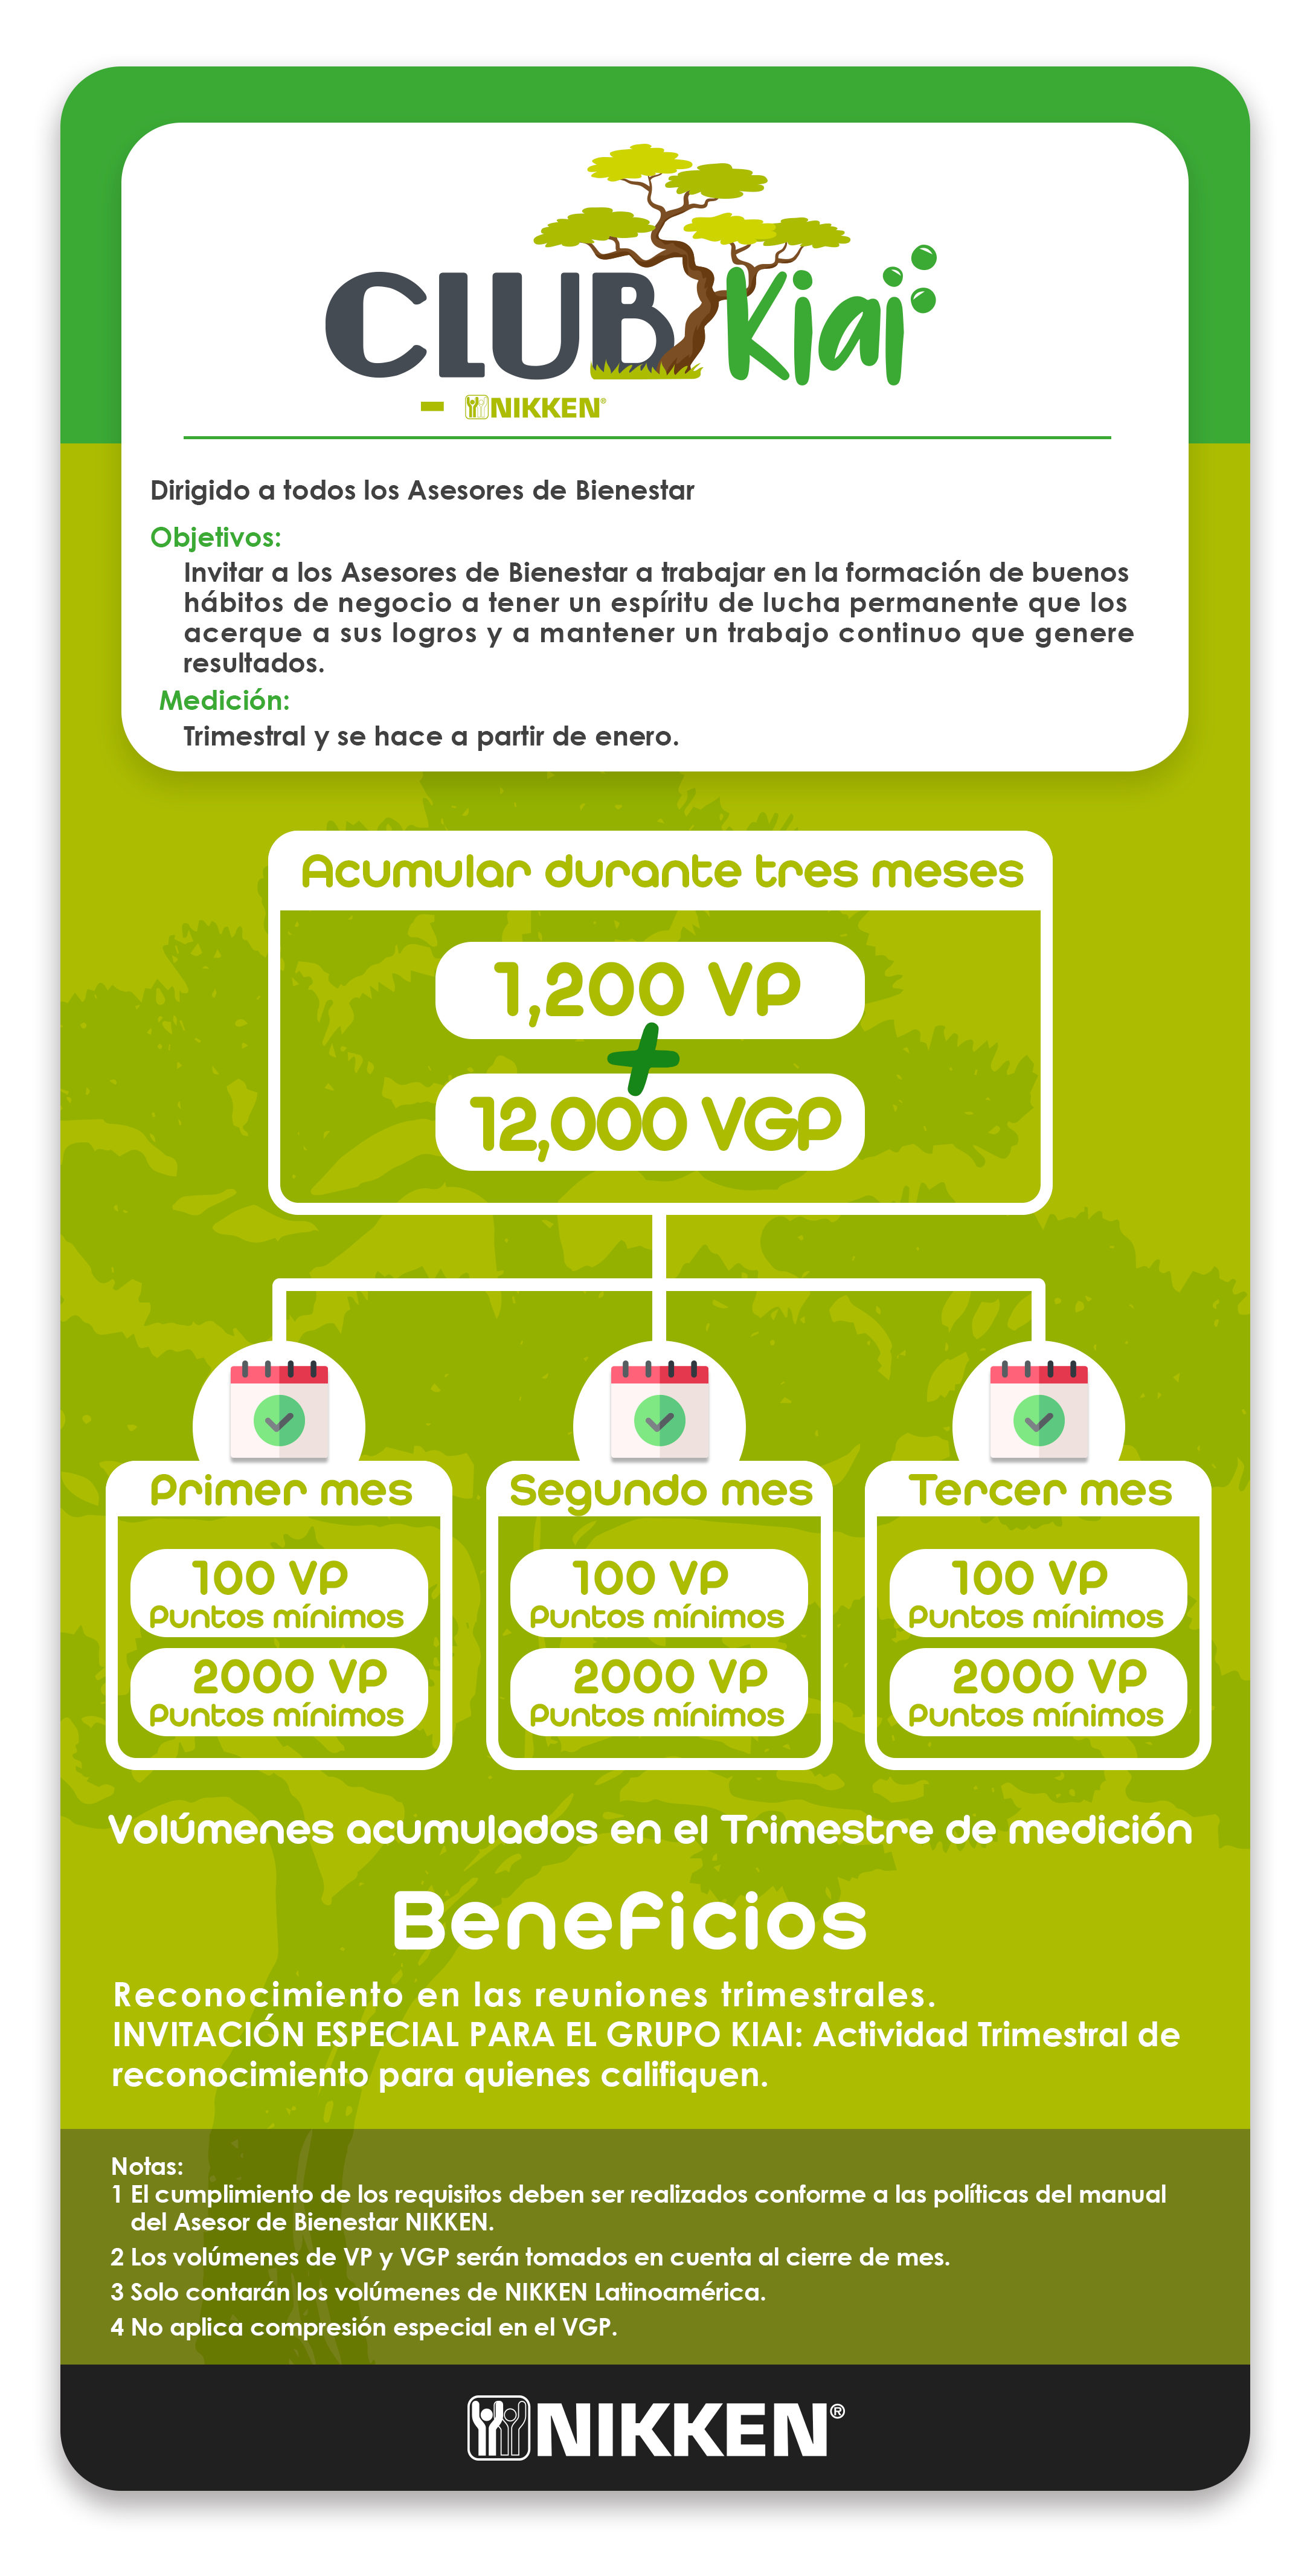 CLUB Kiai
NIKKEN®
Dirigido a todos los Asesores de Bienestar
Objetivos:
Invitar a los Asesores de Bienestar a trabajar en la formación de buenos
hábitos de negocio a tener un espíritu de lucha permanente que los
acerque a sus logros y a mantener un trabajo continuo que genere
resultados.
Medición:
Trimestral y se hace a partir de enero.
Acumular durante tres meses
1,200 VP
+
12,000 VGP
Primer mes
100 VP
Puntos mínimos
2000 VP
Puntos mínimos
Segundo mes
100 VP
Puntos mínimos
2000 VP
Puntos mínimos
Tercer mes
100 VP
Puntos mínimos
2000 VP
Puntos mínimos
Volúmenes acumulados en el Trimestre de medición
Beneficios
Reconocimiento en las reuniones trimestrales.
INVITACIÓN ESPECIAL PARA EL GRUPO KIAI: Actividad Trimestral de
reconocimiento para quienes califiquen.
Notas:
1 El cumplimiento de los requisitos deben ser realizados conforme a las políticas del manual
del Asesor de Bienestar NIKKEN.
2 Los volúmenes de VP y VGP serán tomados en cuenta al cierre de mes.
3 Solo contarán los volúmenes de NIKKEN Latinoamérica.
4 No aplica compresión especial en el VGP.
NIKKEN®